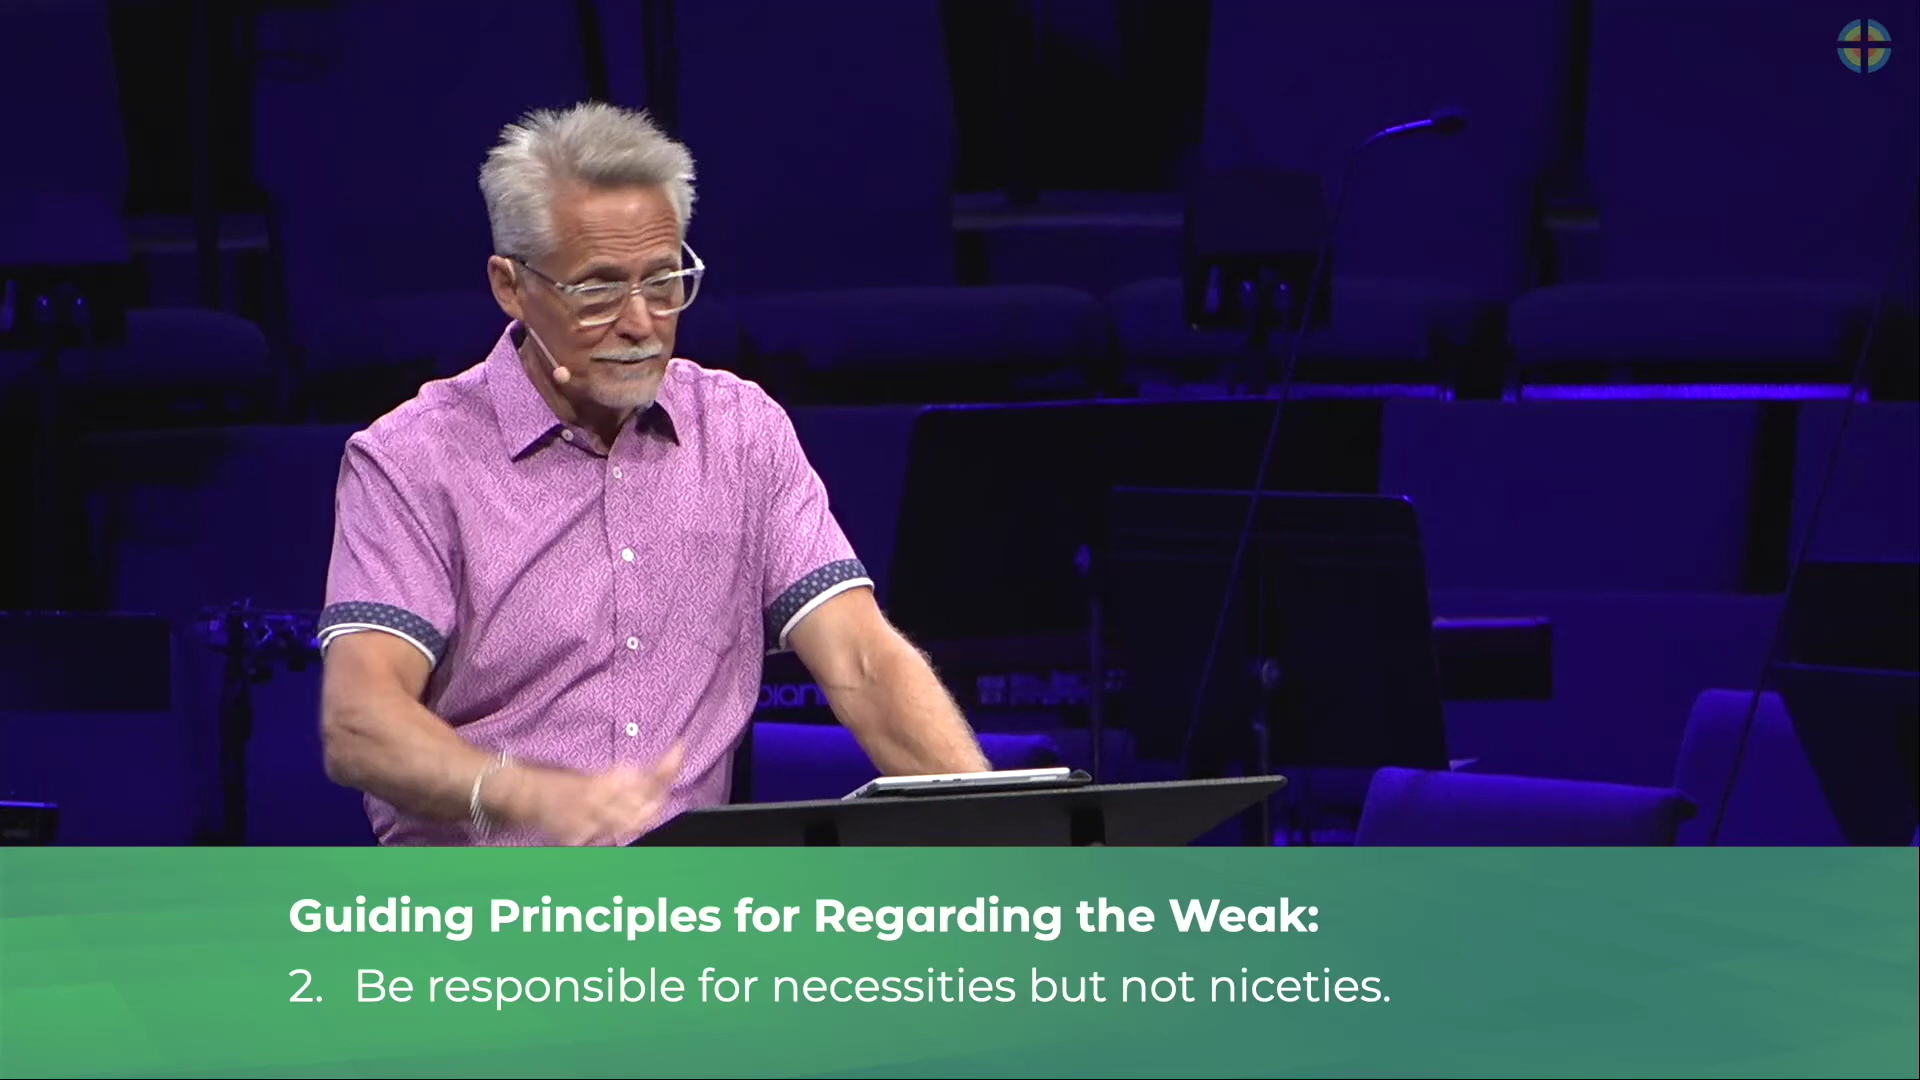 Guiding Principles for Regarding the Weak:
2. Be responsible for necessities but not niceties.